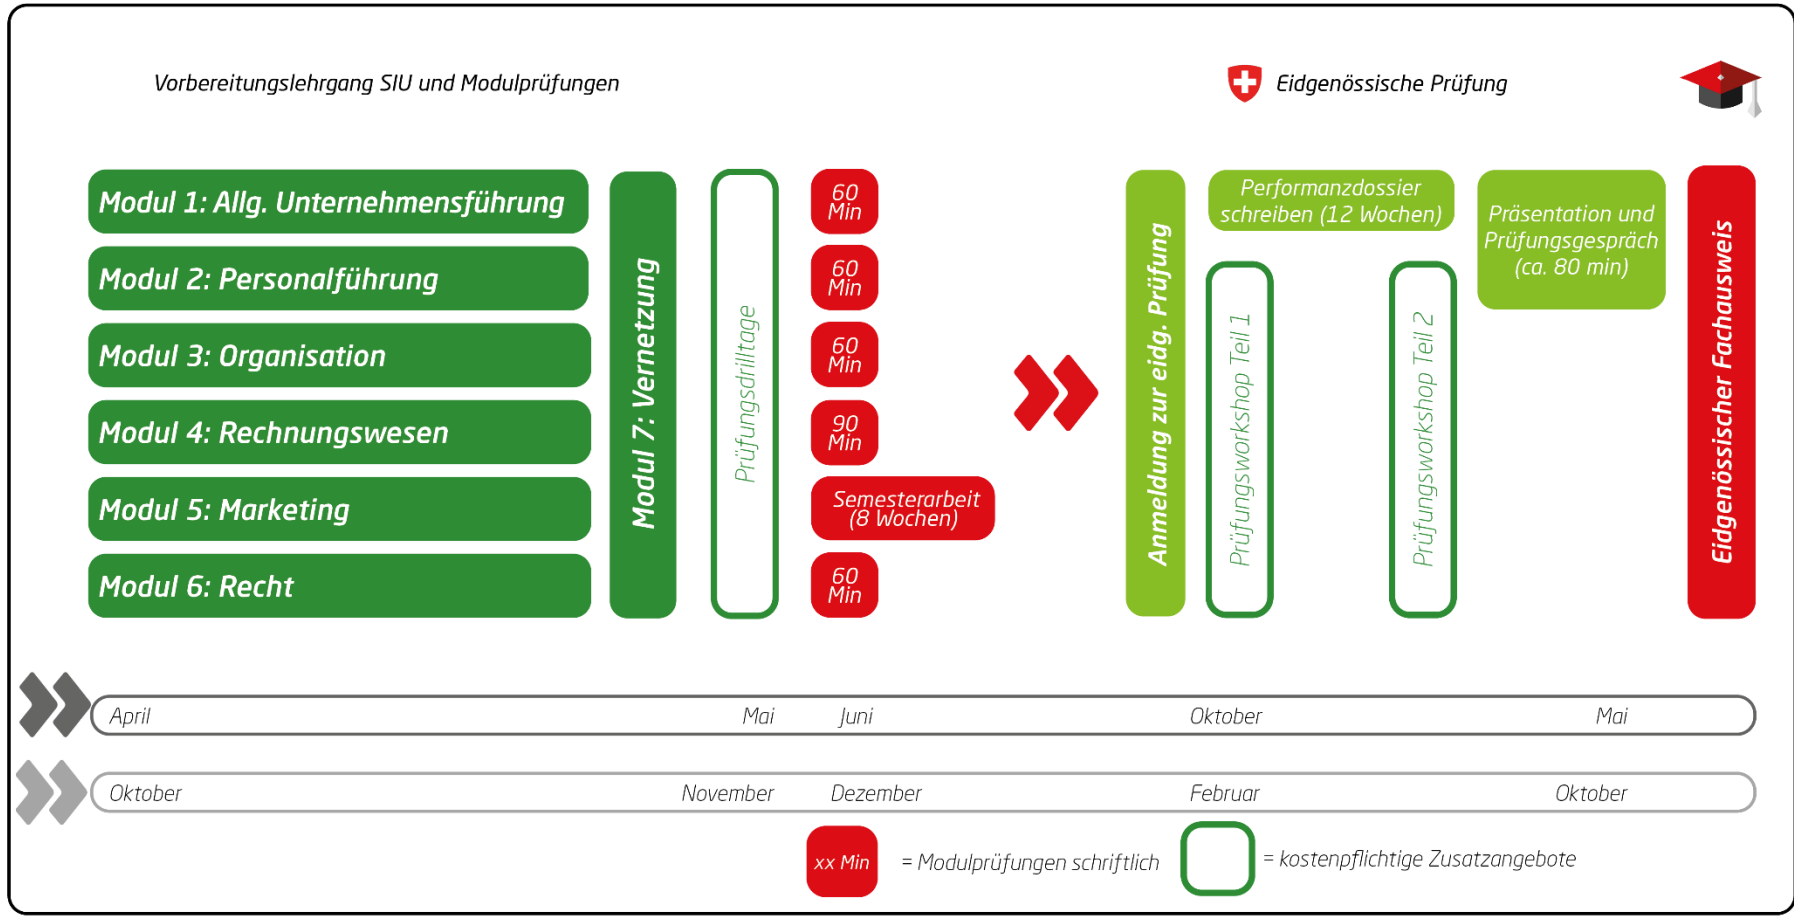 Vorbereitungslehrgang SIU und Modulprüfungen
Eidgenössische Prüfung
Modul 1: Allg. Unternehmensführung
Modul 2: Personalführung
Modul 3: Organisation
Modul 4: Rechnungswesen
Modul 5: Marketing
Modul 6: Recht
Modul 7: Vernetzung
Prüfungsdrilltage
60
Min
60
Min
60
Min
90
Min
Semesterarbeit
(8 Wochen)
60
Min
Anmeldung zur eidg. Prüfung
Performanzdossier
schreiben (12 Wochen)
Prüfungsworkshop Teil 1
Prüfungsworkshop Teil 2
Präsentation und
Prüfungsgespräch
(ca. 80 min)
Eidgenössischer Fachausweis
April Mai Juni Oktober Mai
Oktober November Dezember Februar Oktober
xx Min = Modulprüfungen schriftlich
= kostenpflichtige Zusatzangebote